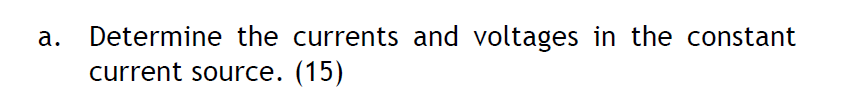 a. Determine the currents and voltages in the constant
current source. (15)